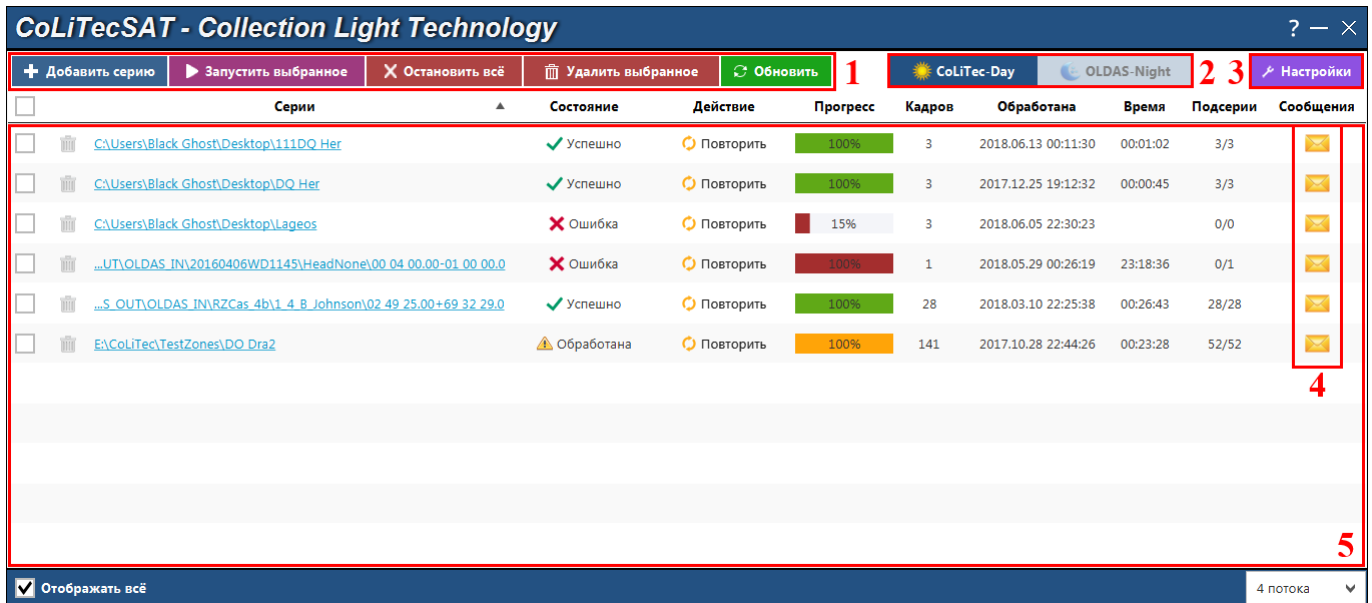 CoLiTecSAT - Collection Light Technology ? — ×
Добавить серию Запустить выбранное Остановить всё Удалить выбранное Обновить 1 CoLiTec-Day OLDAS-Night 2 3 Настройки
Серии Состояние Действие Прогресс Кадров Обработана Время Подсерии Сообщения
C:\Users\Black Ghost\Desktop\111DQ Her Успешно Повторить 100% 3 2018.06.13 00:11:30 00:01:02 3/3
C:\Users\Black Ghost\Desktop\DQ Her Успешно Повторить 100% 3 2017.12.25 19:12:32 00:00:45 3/3
C:\Users\Black Ghost\Desktop\Lageos Ошибка Повторить 15% 3 2018.06.05 22:30:23 0/0
...UT\OLDAS_IN\20160406WD1145\HeadNone\00 04 00.00-01 00 00.0 Ошибка Повторить 100% 1 2018.05.29 00:26:19 23:18:36 0/1
...S_OUT\OLDAS_IN\RZCas_4b\1_4_B_Johnson\02 49 25.00+69 32 29.0 Успешно Повторить 100% 28 2018.03.10 22:25:38 00:26:43 28/28
E:\CoLiTec\TestZones\DO Dra2 Обработана Повторить 100% 141 2017.10.28 22:44:26 00:23:28 52/52
4
5
Отображать всё 4 потока